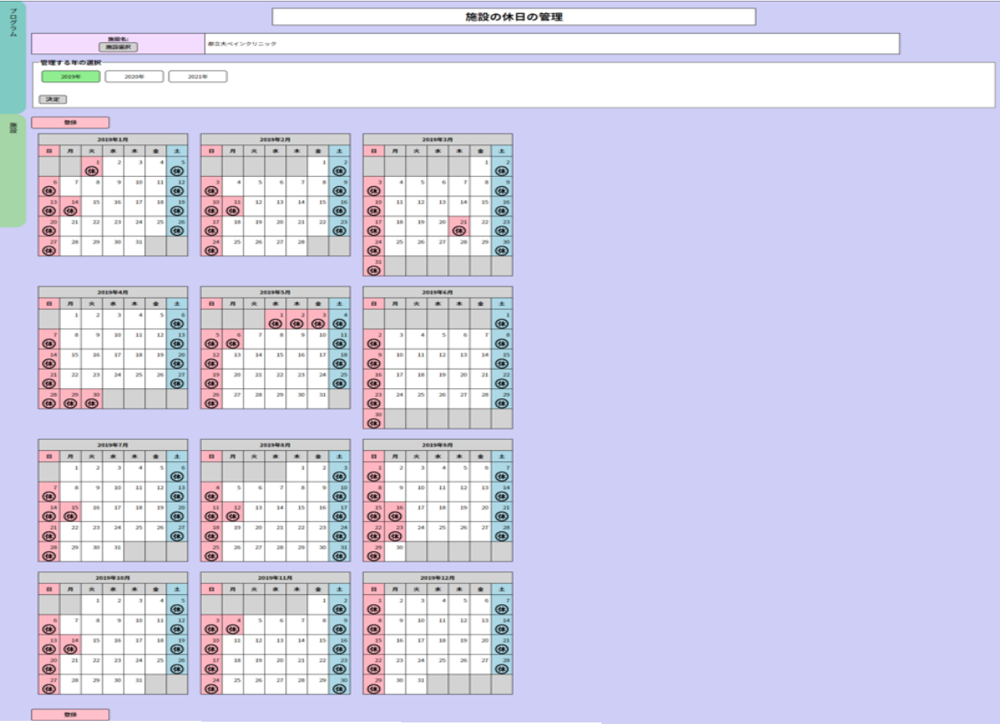 プログラム
施設の休日の管理
施設名:
施設選択
都立大ペインクリニック
管理する年の選択
2019年 2020年 2021年
決定
施設
登録
2019年1月 2019年2月 2019年3月
日 月 火 水 木 金 土 日 月 火 水 木 金 土 日 月 火 水 木 金 土
1 2 3 4 5 1 2 1 2
休 休 休 休
6 7 8 9 10 11 12 3 4 5 6 7 8 9 3 4 5 6 7 8 9
休 休 休 休 休 休
13 14 15 16 17 18 19 10 11 12 13 14 15 16 10 11 12 13 14 15 16
休 休 休 休 休 休 休 休
20 21 22 23 24 25 26 17 18 19 20 21 22 23 17 18 19 20 21 22 23
休 休 休 休 休 休 休
27 28 29 30 31 24 25 26 27 28 24 25 26 27 28 29 30
休 休 休 休
31
休
2019年4月 2019年5月 2019年6月
日 月 火 水 木 金 土 日 月 火 水 木 金 土 日 月 火 水 木 金 土
1 2 3 4 5 6 1 2 3 4 1
休 休 休 休 休 休
7 8 9 10 11 12 13 5 6 7 8 9 10 11 2 3 4 5 6 7 8
休 休 休 休 休 休 休
14 15 16 17 18 19 20 12 13 14 15 16 17 18 9 10 11 12 13 14 15
休 休 休 休 休 休
21 22 23 24 25 26 27 19 20 21 22 23 24 25 16 17 18 19 20 21 22
休 休 休 休 休 休
28 29 30 26 27 28 29 30 31 23 24 25 26 27 28 29
休 休 休 休 休 休
30
休
2019年7月 2019年8月 2019年9月
日 月 火 水 木 金 土 日 月 火 水 木 金 土 日 月 火 水 木 金 土
1 2 3 4 5 6 1 2 3 1 2 3 4 5 6 7
休 休 休 休
7 8 9 10 11 12 13 4 5 6 7 8 9 10 8 9 10 11 12 13 14
休 休 休 休 休 休
14 15 16 17 18 19 20 11 12 13 14 15 16 17 15 16 17 18 19 20 21
休 休 休 休 休 休 休 休 休
21 22 23 24 25 26 27 18 19 20 21 22 23 24 22 23 24 25 26 27 28
休 休 休 休 休 休 休
28 29 30 31 25 26 27 28 29 30 31 29 30
休 休 休 休
2019年10月 2019年11月 2019年12月
日 月 火 水 木 金 土 日 月 火 水 木 金 土 日 月 火 水 木 金 土
1 2 3 4 5 1 2 1 2 3 4 5 6 7
休 休 休 休
6 7 8 9 10 11 12 3 4 5 6 7 8 9 8 9 10 11 12 13 14
休 休 休 休 休 休 休
13 14 15 16 17 18 19 10 11 12 13 14 15 16 15 16 17 18 19 20 21
休 休 休 休 休 休 休
20 21 22 23 24 25 26 17 18 19 20 21 22 23 22 23 24 25 26 27 28
休 休 休 休 休 休
27 28 29 30 31 24 25 26 27 28 29 30 29 30 31
休 休 休 休
登録